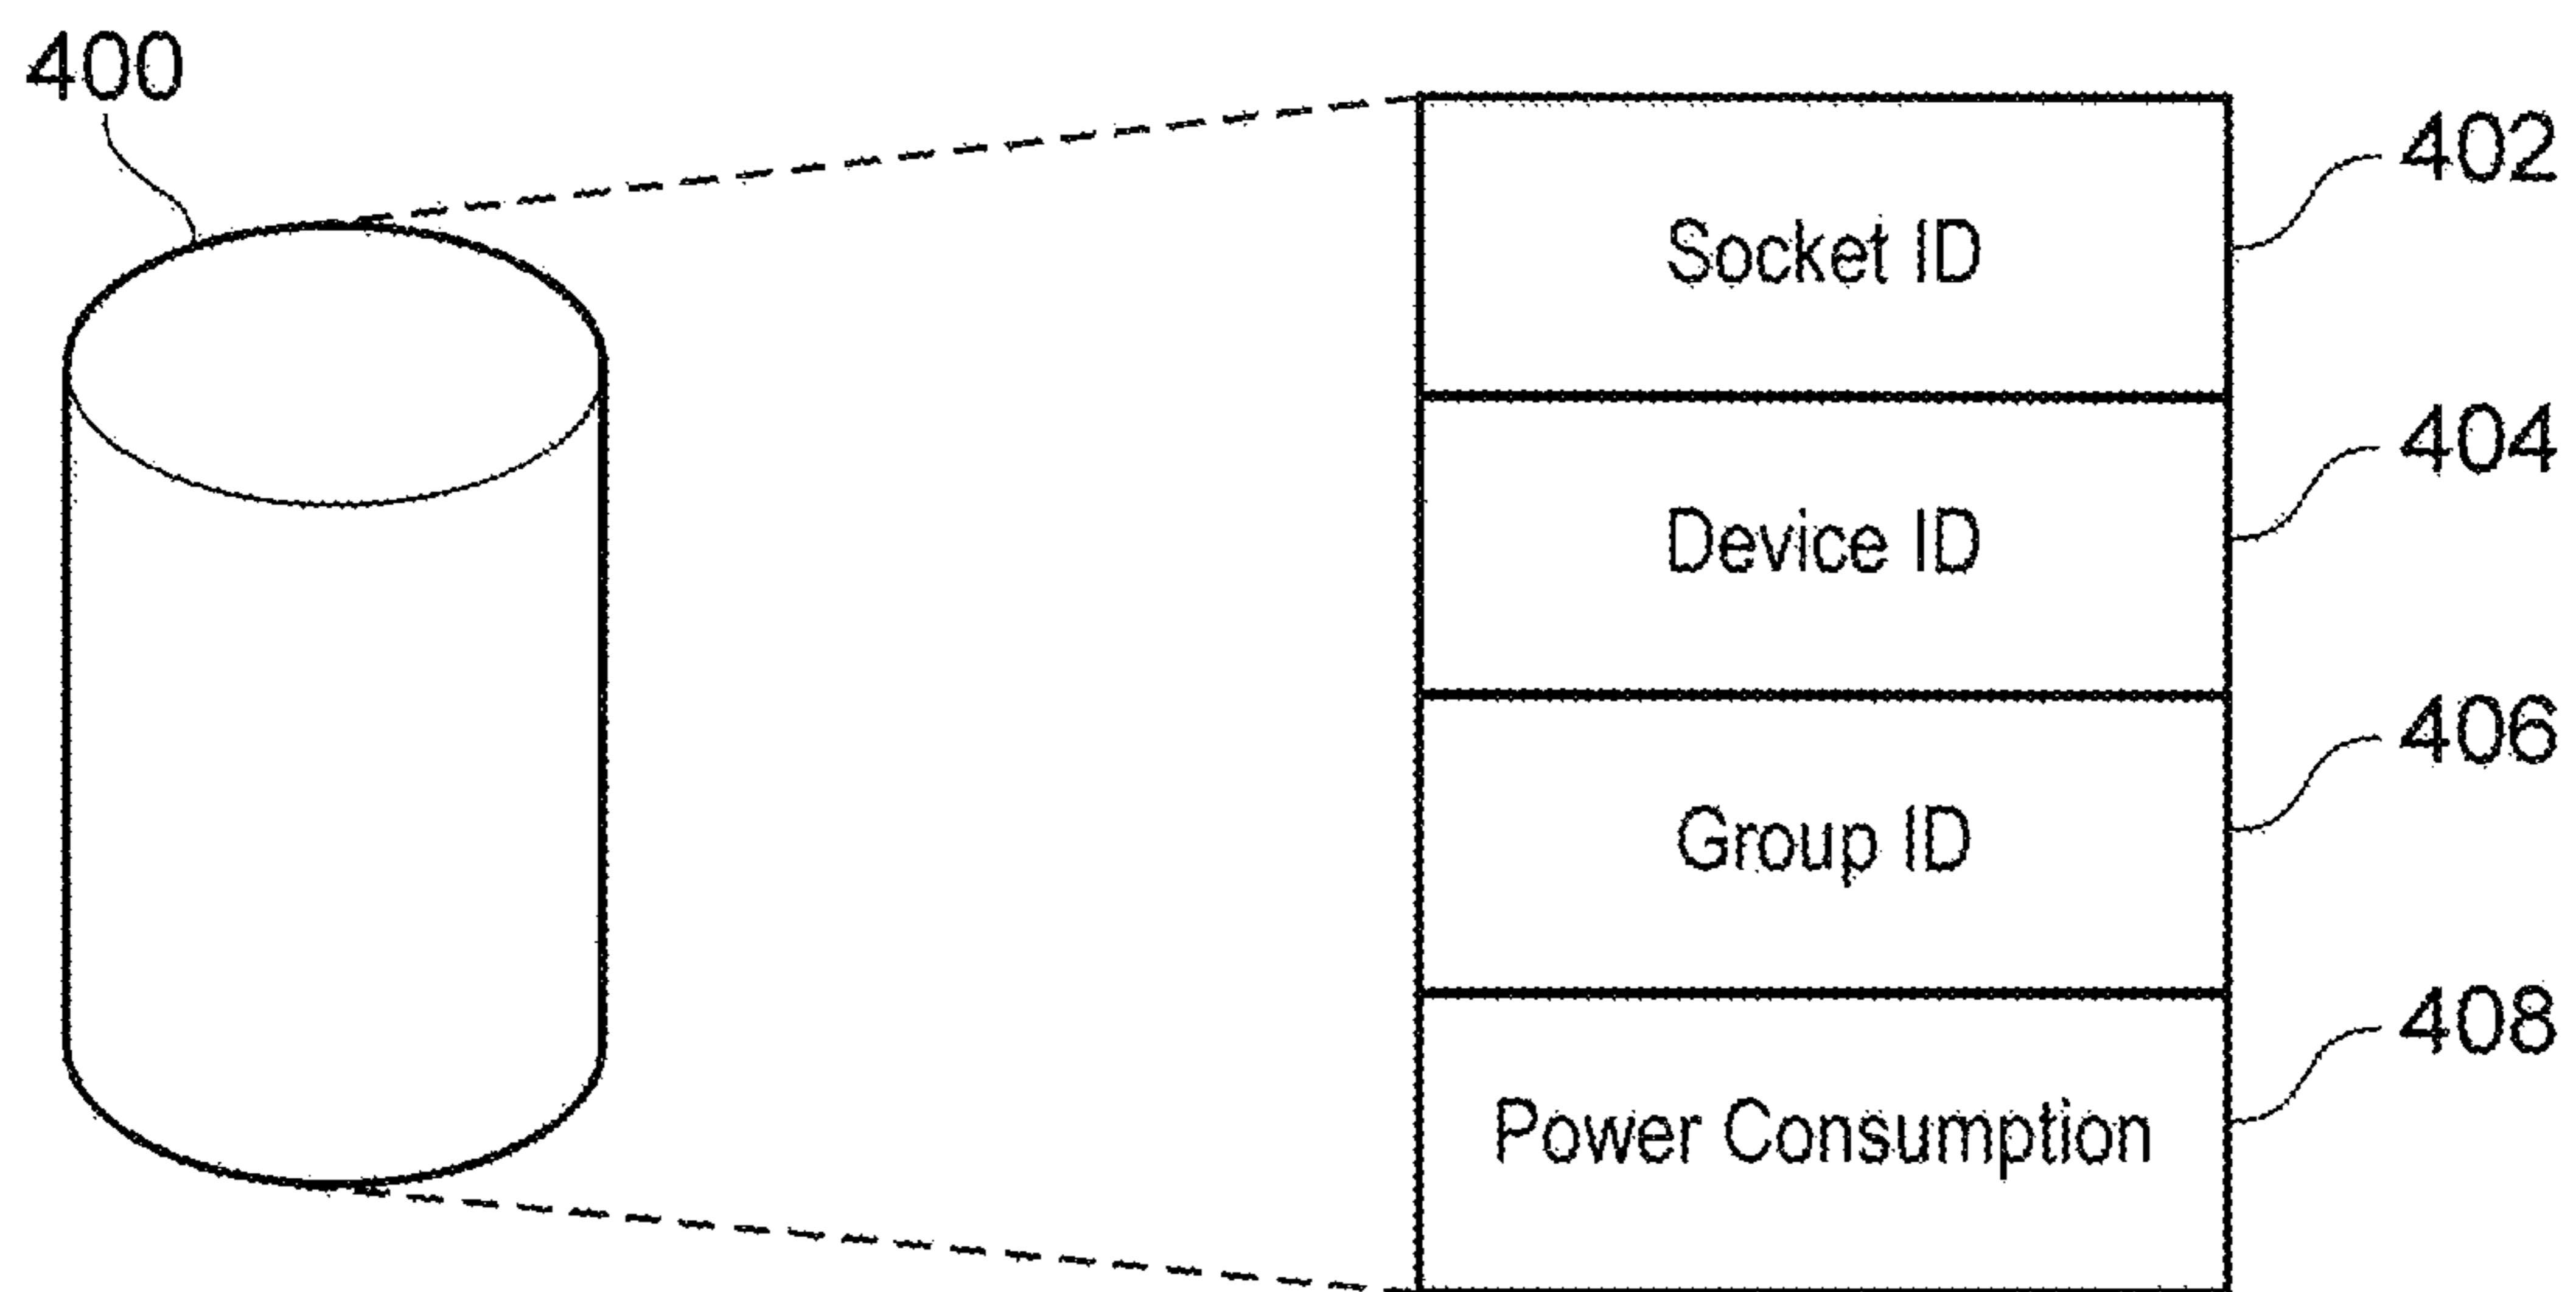 400
402
Socket ID
404
Device ID
406
Group ID
408
Power Consumption